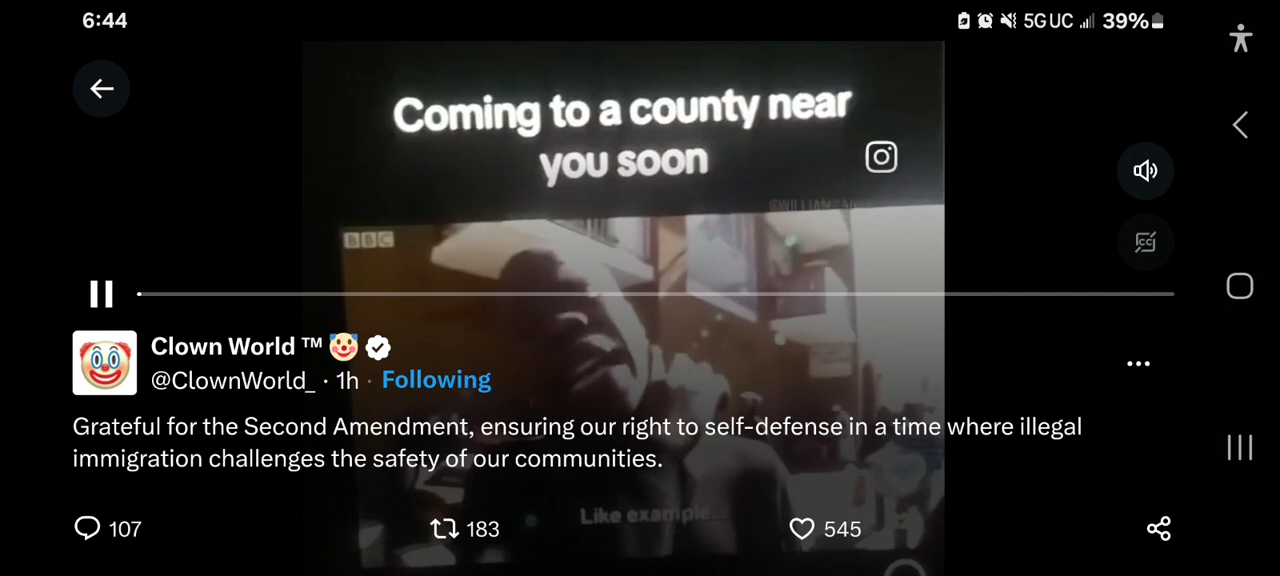 6:44
5G UC
39%
Coming to a county near
you soon
BBC
Clown World ™
@ClownWorld_ · 1h · Following
Grateful for the Second Amendment, ensuring our right to self-defense in a time where illegal
immigration challenges the safety of our communities.
Like example...
107
183
545